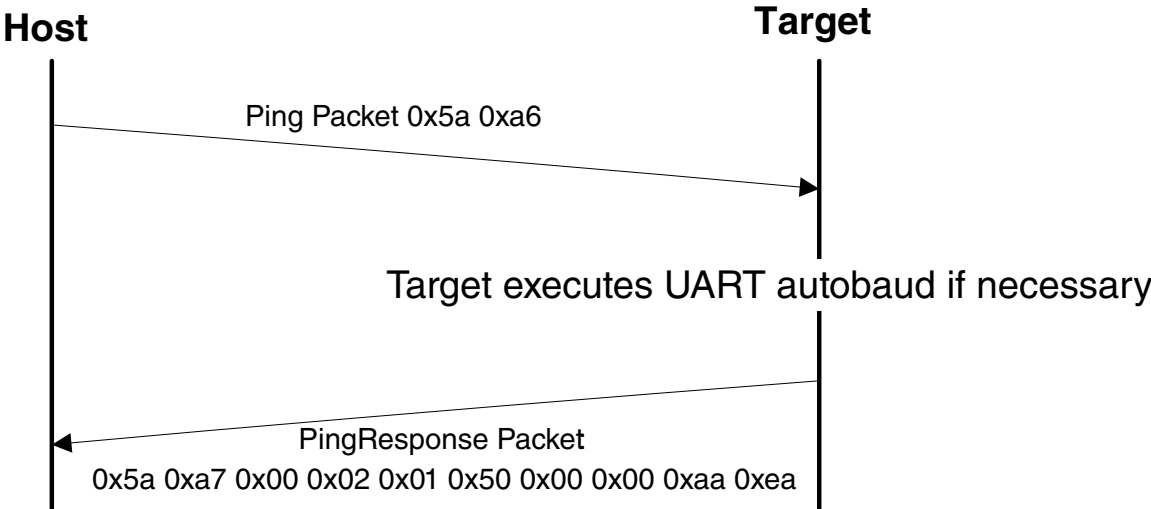 Host
Target
Ping Packet 0x5a 0xa6
Target executes UART autobaud if necessary
PingResponse Packet
0x5a 0xa7 0x00 0x02 0x01 0x50 0x00 0x00 0xaa 0xea